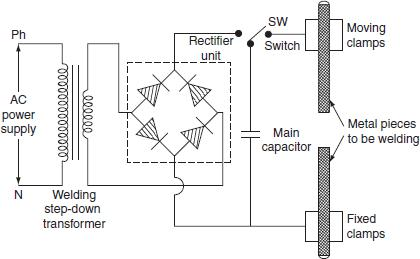 Ph
AC
power
supply
N
Welding
step-down
transformer
Rectifier
unit
SW
Switch
Main
capacitor
Moving
clamps
Metal pieces
to be welding
Fixed
clamps